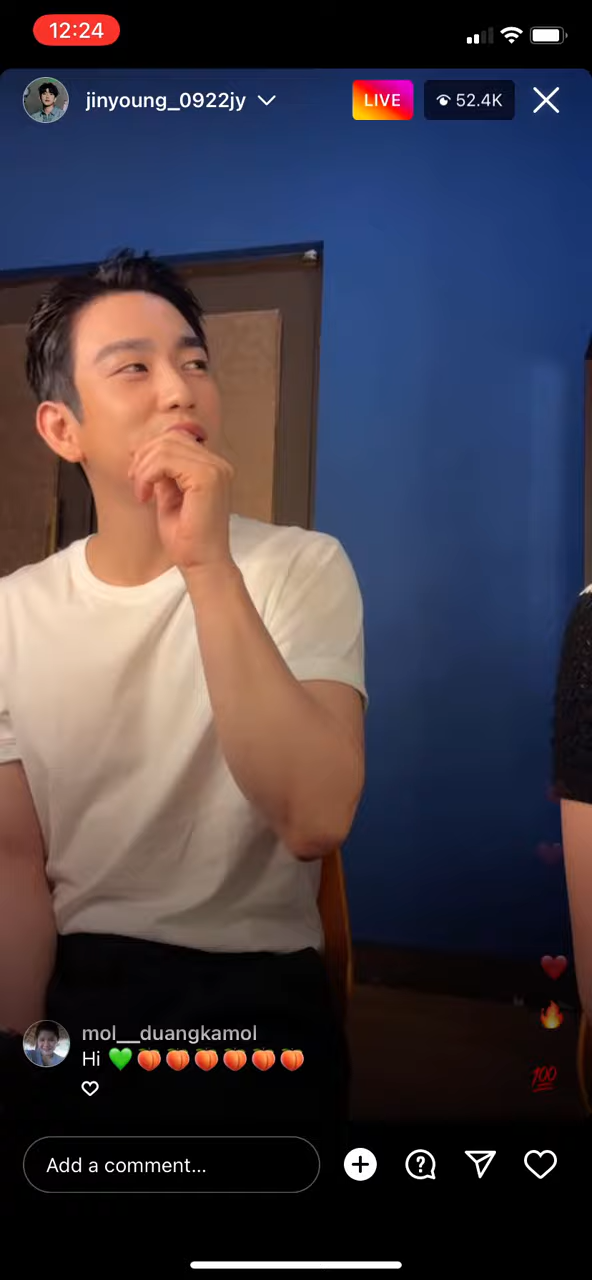 12:24
jinyoung_0922jy
LIVE
52.4K
mol__duangkamol
Hi 💚🍑🍑🍑🍑🍑🍑
💯
Add a comment...